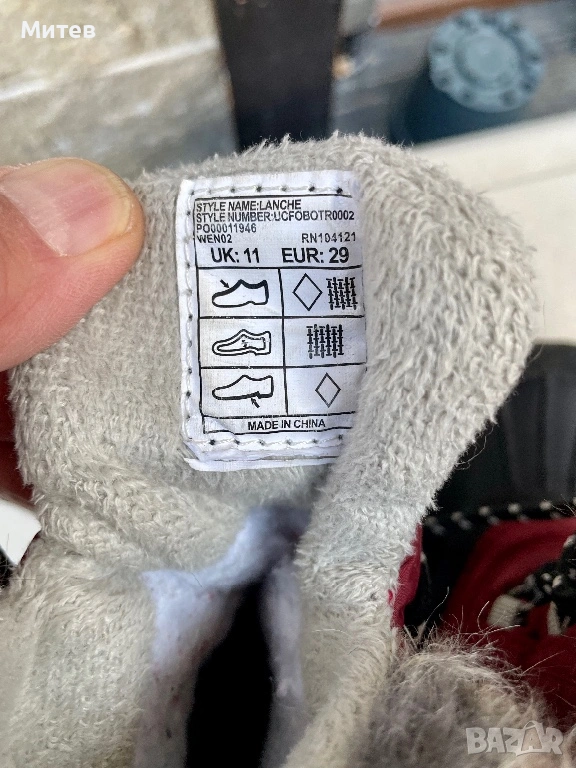 Митев
STYLE NAME:LANCHE
STYLE NUMBER:UCFOBOTR0002
PO00011946
WEN02 RN104121
UK: 11 EUR: 29
MADE IN CHINA
BAZAR